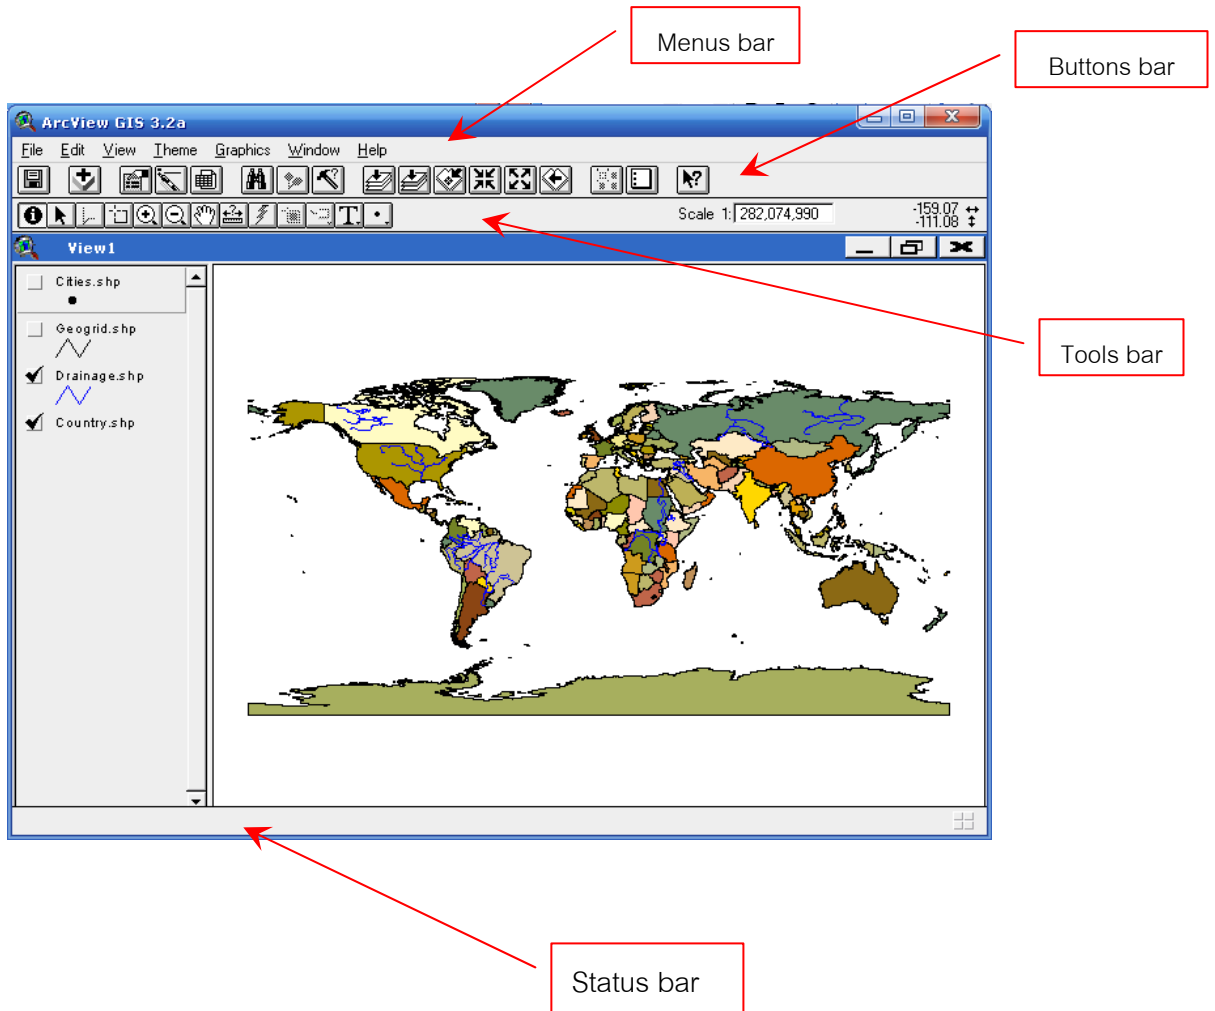 Menus bar
Buttons bar
ArcView GIS 3.2a
File Edit View Theme Graphics Window Help
Scale 1: 282,074,990
-159.07
-111.08
View1
Cities.shp
Geogrid.shp
Drainage.shp
Country.shp
Tools bar
Status bar